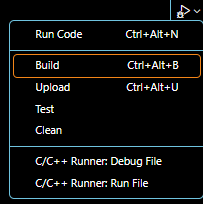 Run Code Ctrl+Alt+N
Build Ctrl+Alt+B
Upload Ctrl+Alt+U
Test
Clean
C/C++ Runner: Debug File
C/C++ Runner: Run File